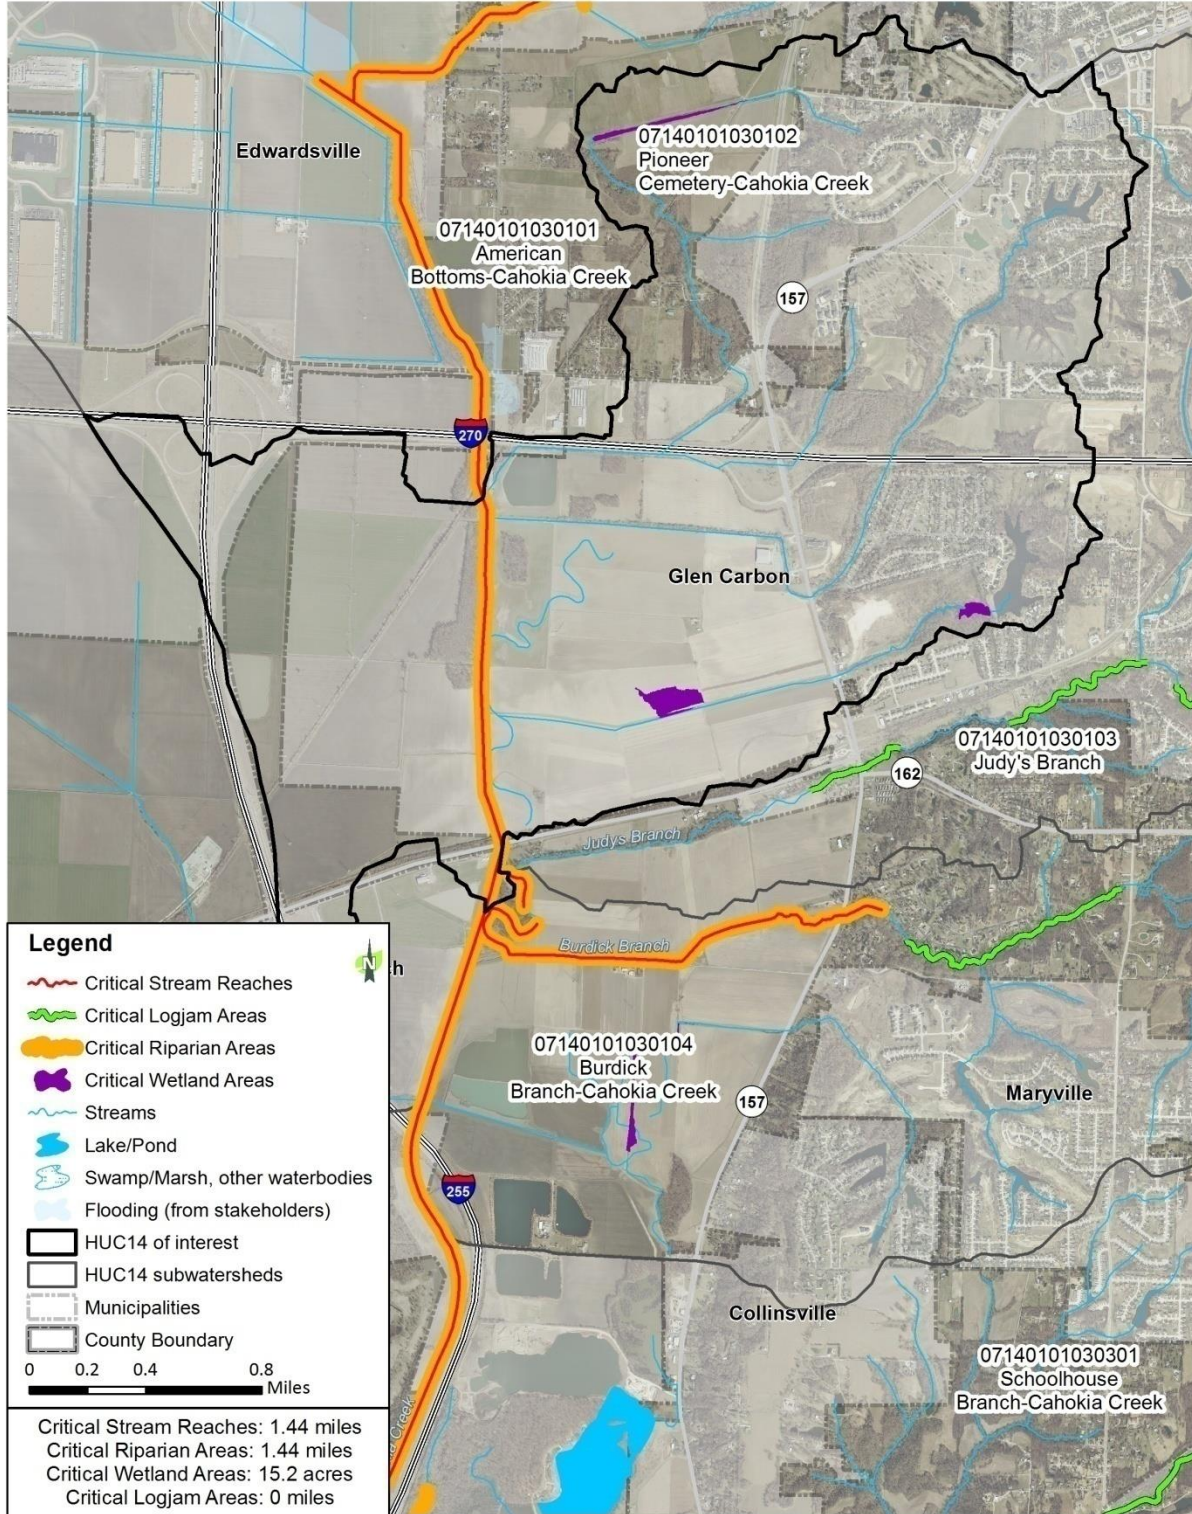 07140101030102
Pioneer
Cemetery-Cahokia Creek
Edwardsville
07140101030101
American
Bottoms-Cahokia Creek
157
270
Glen Carbon
07140101030103
Judy's Branch
162
Judys Branch
Burdick Branch
07140101030104
Burdick
Branch-Cahokia Creek
157
Maryville
255
Collinsville
07140101030301
Schoolhouse
Branch-Cahokia Creek
Creek
Legend
N
Critical Stream Reaches
Critical Logjam Areas
Critical Riparian Areas
Critical Wetland Areas
Streams
Lake/Pond
Swamp/Marsh, other waterbodies
Flooding (from stakeholders)
HUC14 of interest
HUC14 subwatersheds
Municipalities
County Boundary
0 0.2 0.4 0.8
Miles
Critical Stream Reaches: 1.44 miles
Critical Riparian Areas: 1.44 miles
Critical Wetland Areas: 15.2 acres
Critical Logjam Areas: 0 miles